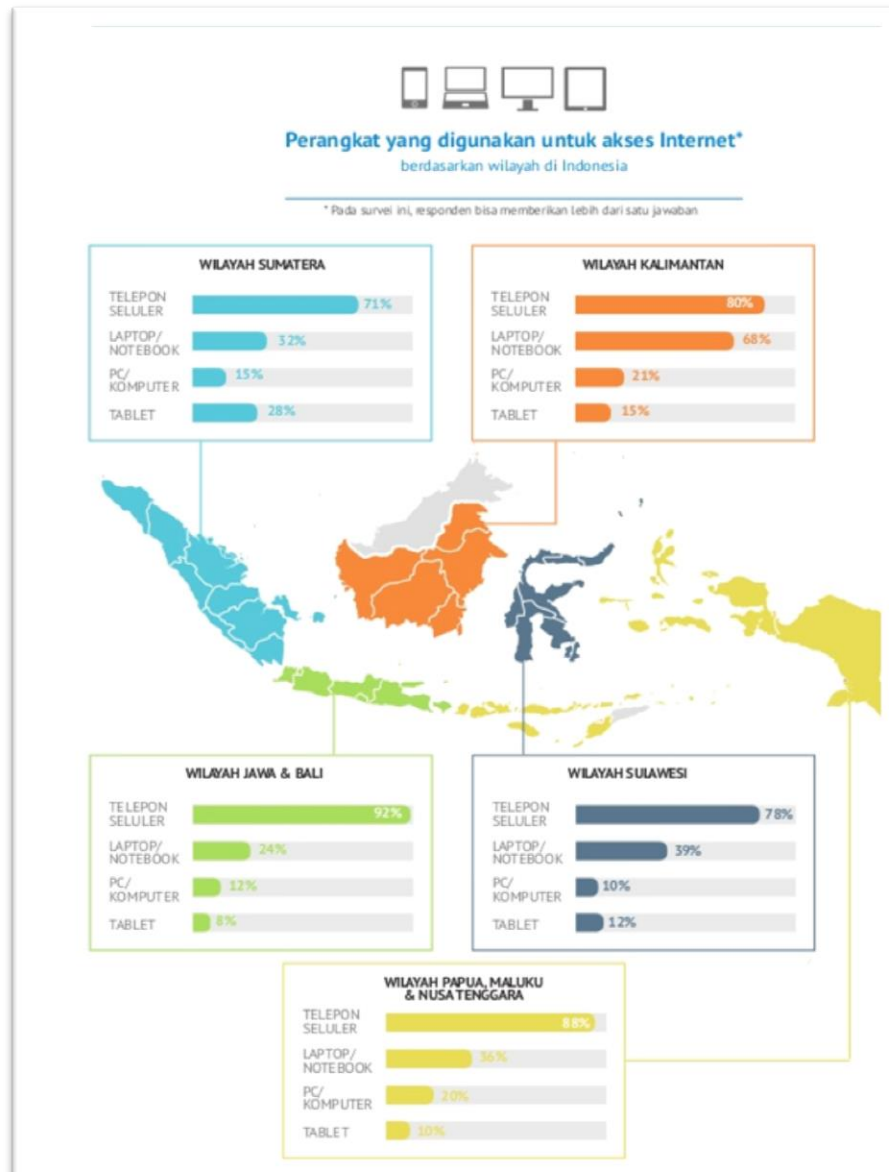 Perangkat yang digunakan untuk akses Internet*
berdasarkan wilayah di Indonesia
* Pada survei ini, responden bisa memberikan lebih dari satu jawaban
WILAYAH SUMATERA
TELEPON
SELULER
71%
LAPTOP/
NOTEBOOK
32%
PC/
KOMPUTER
15%
TABLET
28%
WILAYAH KALIMANTAN
TELEPON
SELULER
80%
LAPTOP/
NOTEBOOK
68%
PC/
KOMPUTER
21%
TABLET
15%
WILAYAH JAWA & BALI
TELEPON
SELULER
92%
LAPTOP/
NOTEBOOK
24%
PC/
KOMPUTER
12%
TABLET
8%
WILAYAH SULAWESI
TELEPON
SELULER
78%
LAPTOP/
NOTEBOOK
39%
PC/
KOMPUTER
10%
TABLET
12%
WILAYAH PAPUA, MALUKU
& NUSA TENGGARA
TELEPON
SELULER
88%
LAPTOP/
NOTEBOOK
36%
PC/
KOMPUTER
20%
TABLET
10%